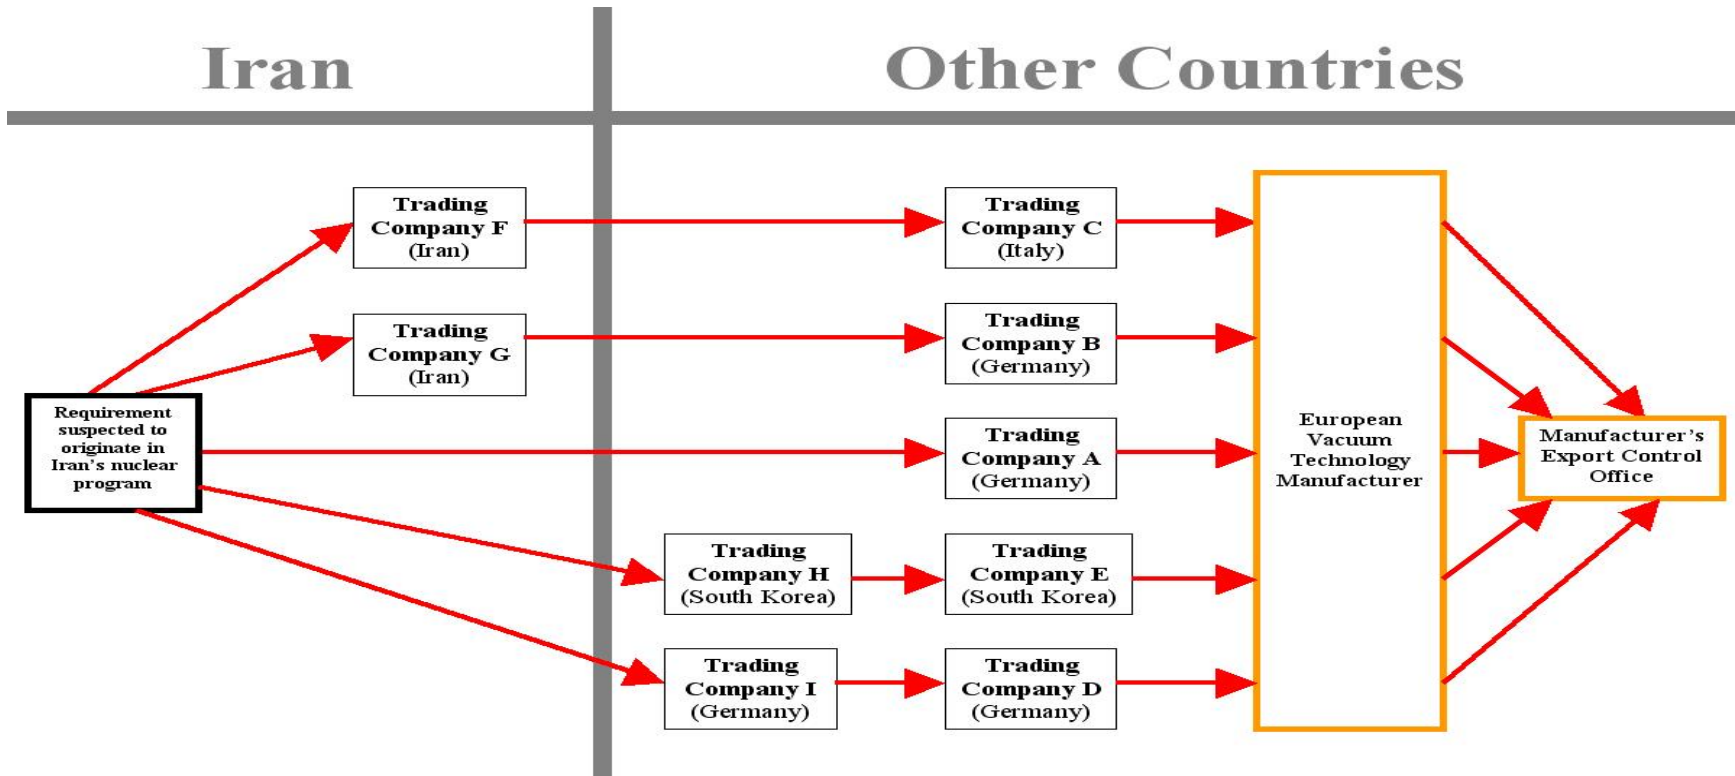 Iran
Other Countries
Trading
Company F
(Iran)
Trading
Company C
(Italy)
Trading
Company G
(Iran)
Trading
Company B
(Germany)
Requirement
suspected to
originate in
Iran's nuclear
program
Trading
Company A
(Germany)
European
Vacuum
Technology
Manufacturer
Manufacturer's
Export Control
Office
Trading
Company H
(South Korea)
Trading
Company E
(South Korea)
Trading
Company I
(Germany)
Trading
Company D
(Germany)